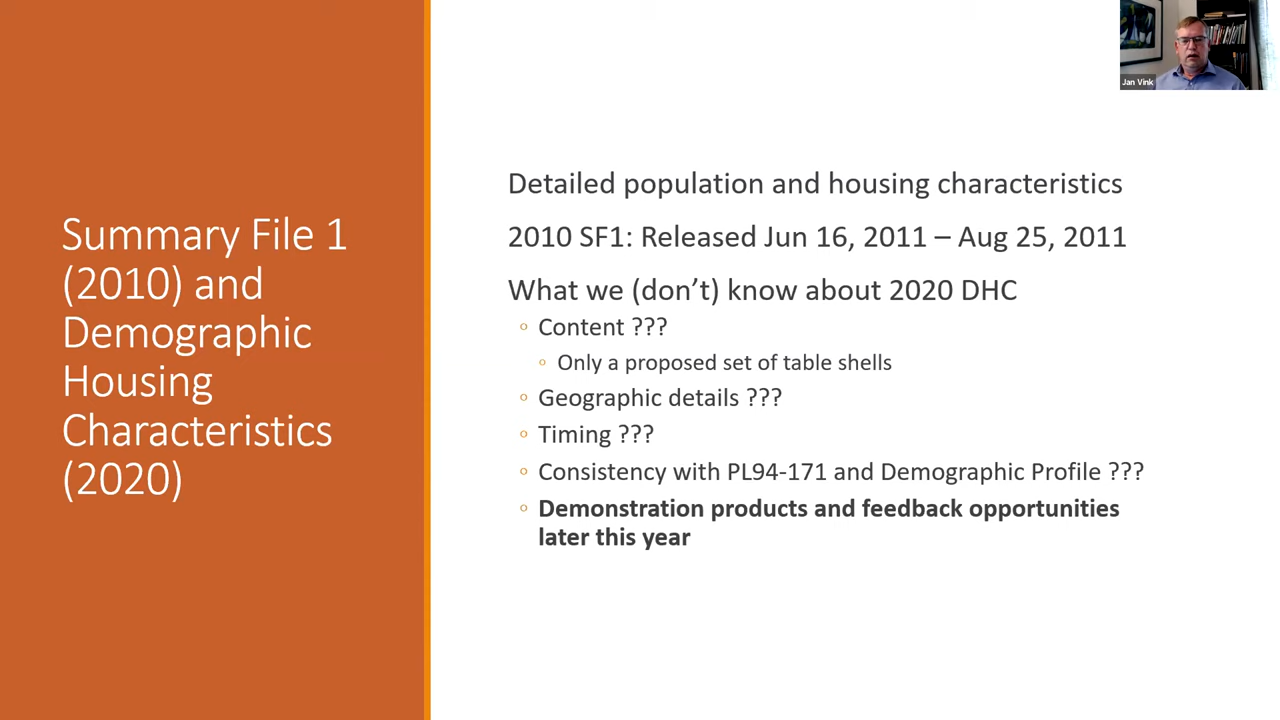 Summary File 1
(2010) and
Demographic
Housing
Characteristics
(2020)
Detailed population and housing characteristics
2010 SF1: Released Jun 16, 2011 – Aug 25, 2011
What we (don’t) know about 2020 DHC
◦ Content ???
◦ Only a proposed set of table shells
◦ Geographic details ???
◦ Timing ???
◦ Consistency with PL94-171 and Demographic Profile ???
◦ Demonstration products and feedback opportunities
later this year
Jan Vink